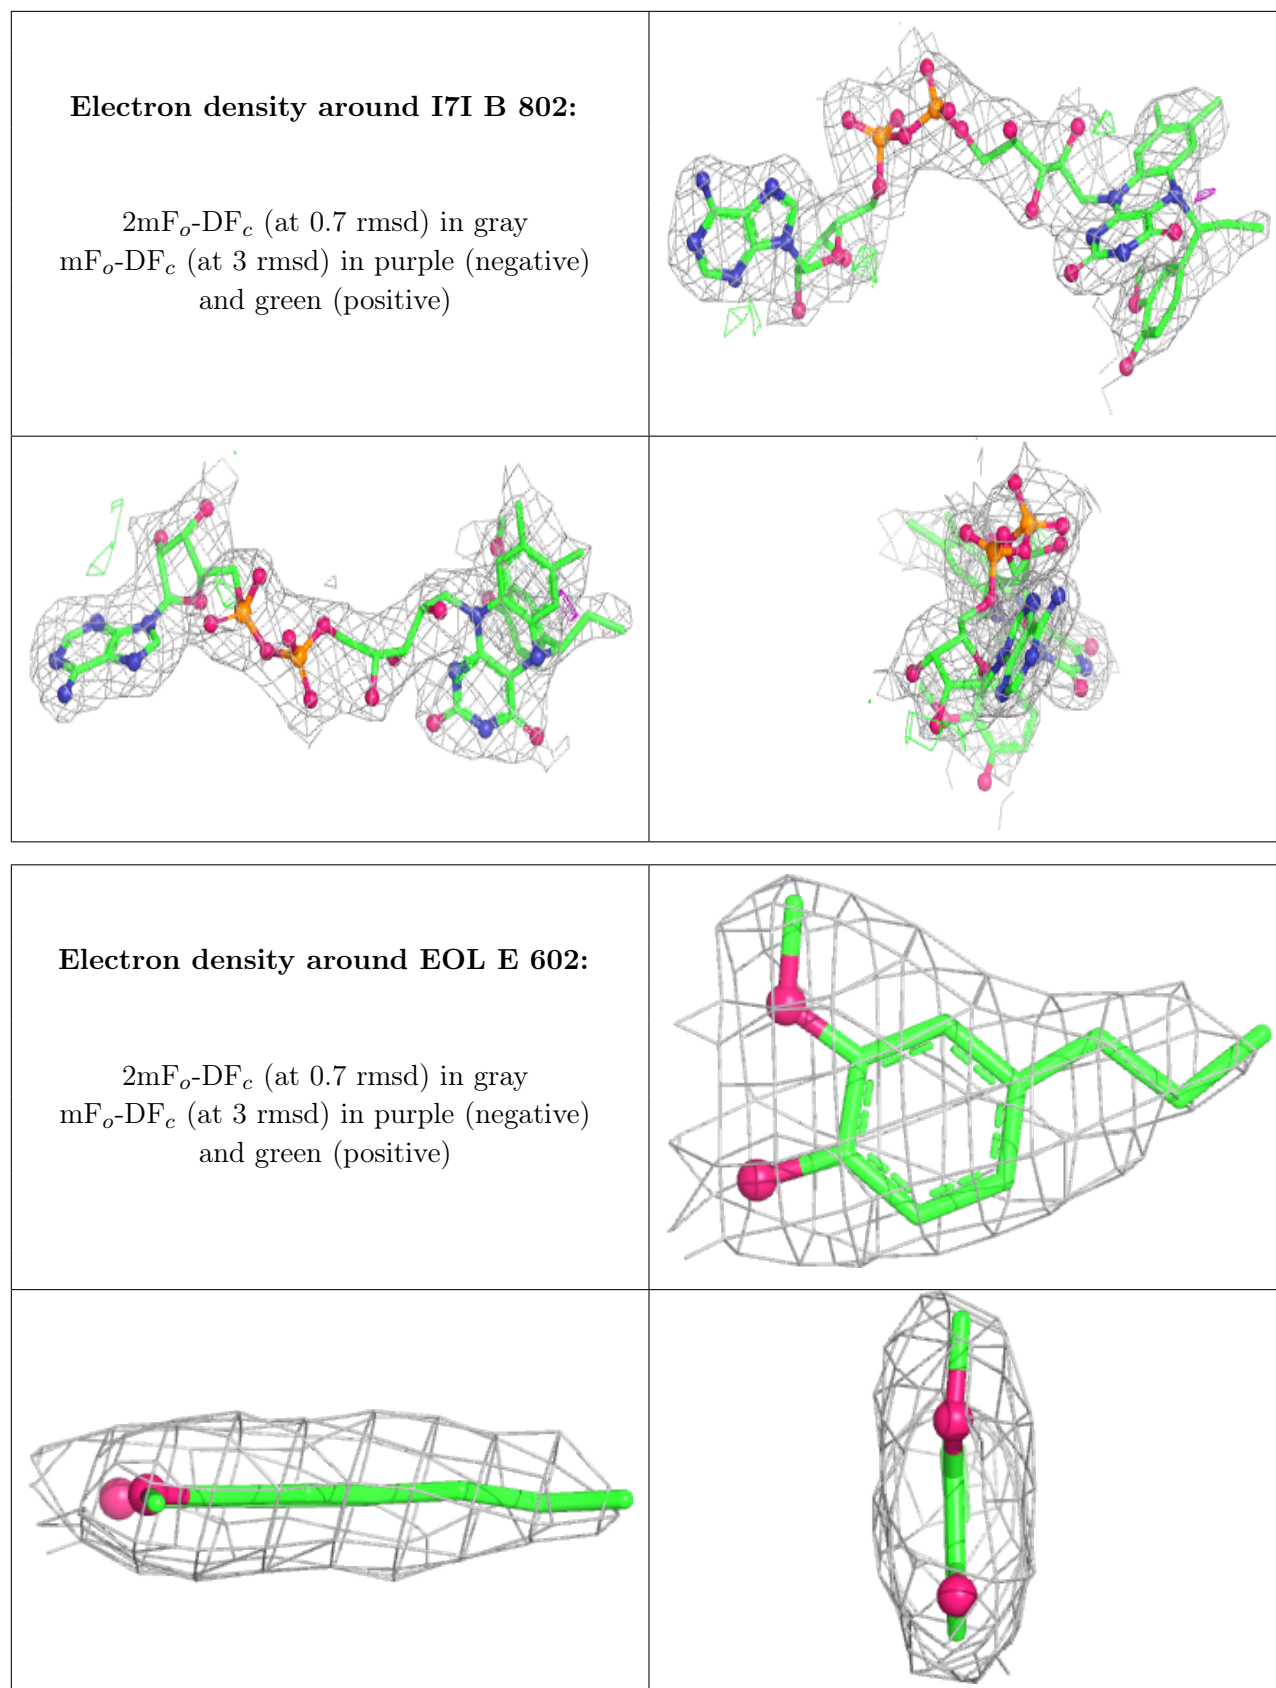 Electron density around I7I B 802:
2mFo-DFc (at 0.7 rmsd) in gray
mFo-DFc (at 3 rmsd) in purple (negative)
and green (positive)
Electron density around EOL E 602:
2mFo-DFc (at 0.7 rmsd) in gray
mFo-DFc (at 3 rmsd) in purple (negative)
and green (positive)